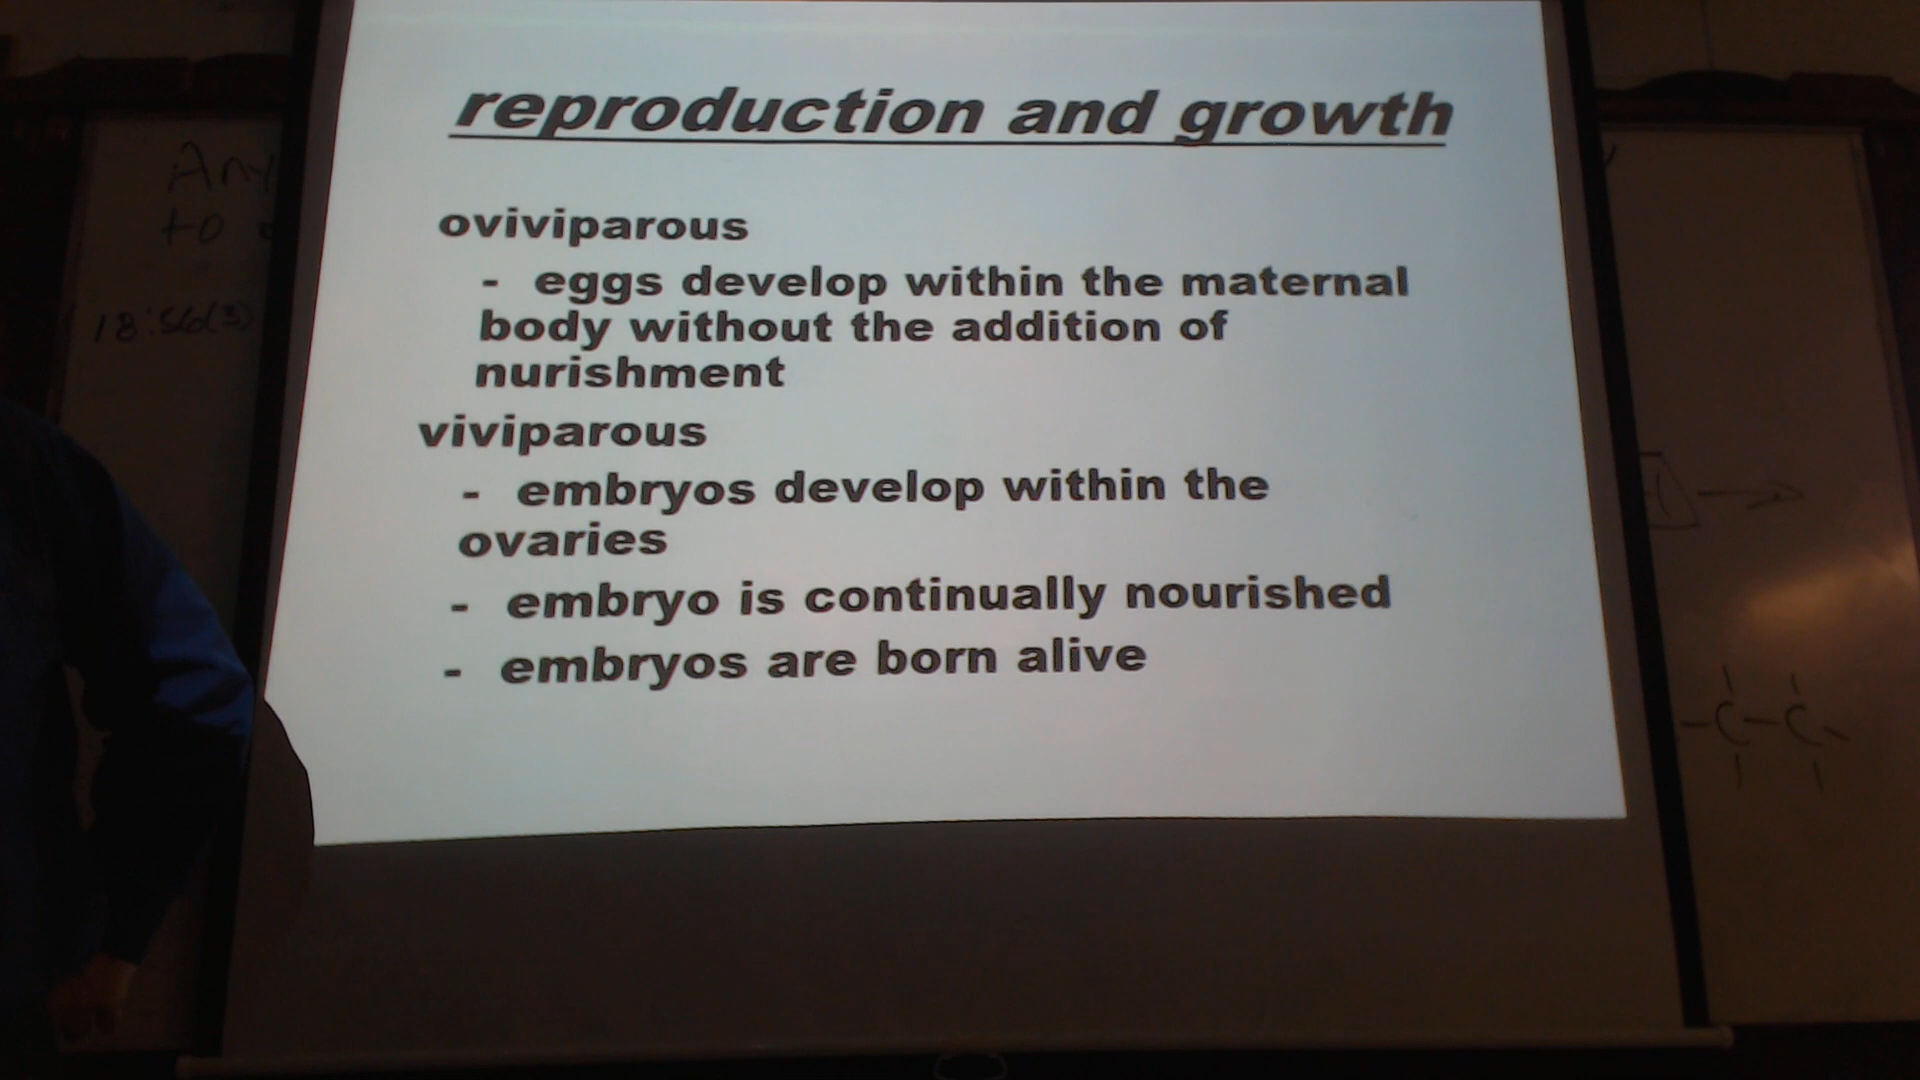 reproduction and growth
oviviparous
- eggs develop within the maternal
body without the addition of
nurishment
viviparous
- embryos develop within the
ovaries
- embryo is continually nourished
- embryos are born alive
to
18:56(3)
-C-C-